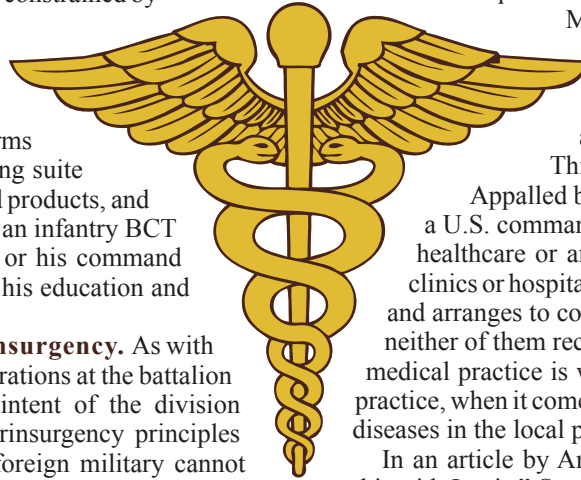 constrained by
rms
ng suite
products, and
an infantry BCT
or his command
his education and
nsurgency. As with
rations at the battalion
intent of the division
rinsurgency principles
foreign military cannot
M
a
Thi
Appalled b
a U.S. comman
healthcare or ar
clinics or hospita
and arranges to co
neither of them rec
medical practice is v
practice, when it come
diseases in the local p
In an article by Ar